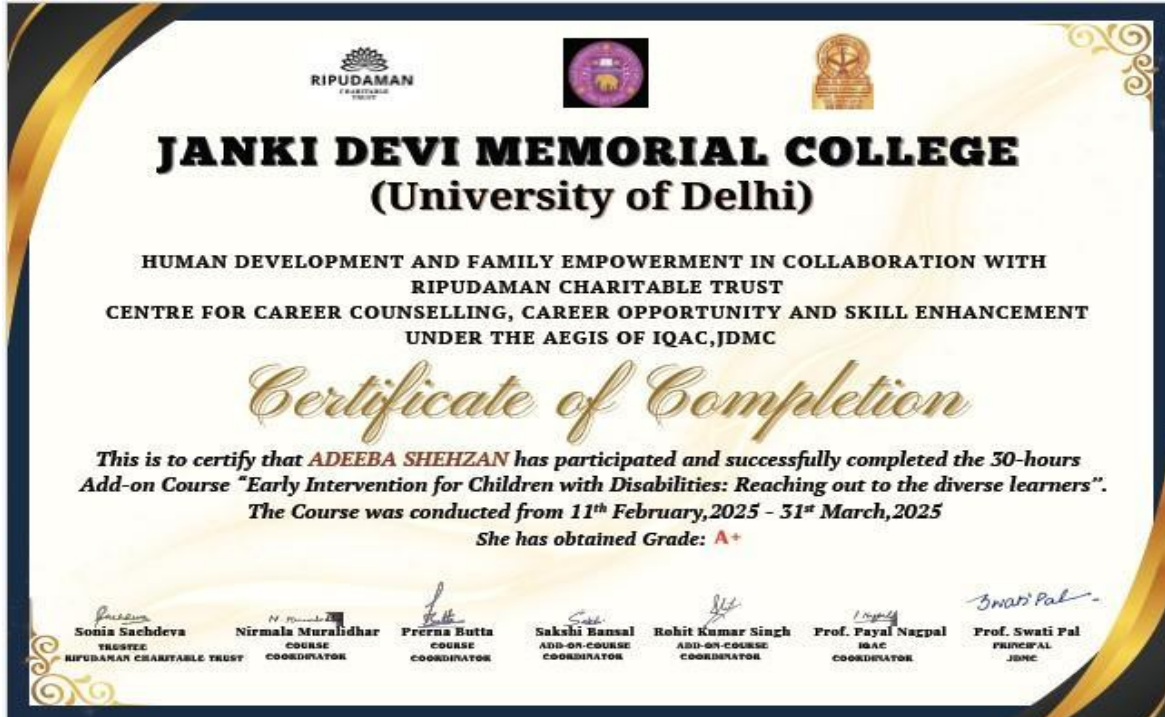 RIPUDAMAN
CHARITABLE
TRUST
JANKI DEVI MEMORIAL COLLEGE
(University of Delhi)
HUMAN DEVELOPMENT AND FAMILY EMPOWERMENT IN COLLABORATION WITH
RIPUDAMAN CHARITABLE TRUST
CENTRE FOR CAREER COUNSELLING, CAREER OPPORTUNITY AND SKILL ENHANCEMENT
UNDER THE AEGIS OF IQAC,JDMC
Certificate of Completion
This is to certify that ADEEBA SHEHZAN has participated and successfully completed the 30-hours
Add-on Course “Early Intervention for Children with Disabilities: Reaching out to the diverse learners”.
The Course was conducted from 11th February,2025 - 31st March,2025
She has obtained Grade: A+
Swati Pal
Sonia Sachdeva Nirmala Muralidhar Prerna Butta Sakshi Bansal Rohit Kumar Singh Prof. Payal Nagpal Prof. Swati Pal
TRUSTEE COURSE COURSE ADD-ON-COURSE ADD-ON-COURSE IQAC PRINCIPAL
RIPUDAMAN CHARITABLE TRUST COORDINATOR COORDINATOR COORDINATOR COORDINATOR COORDINATOR JDMC